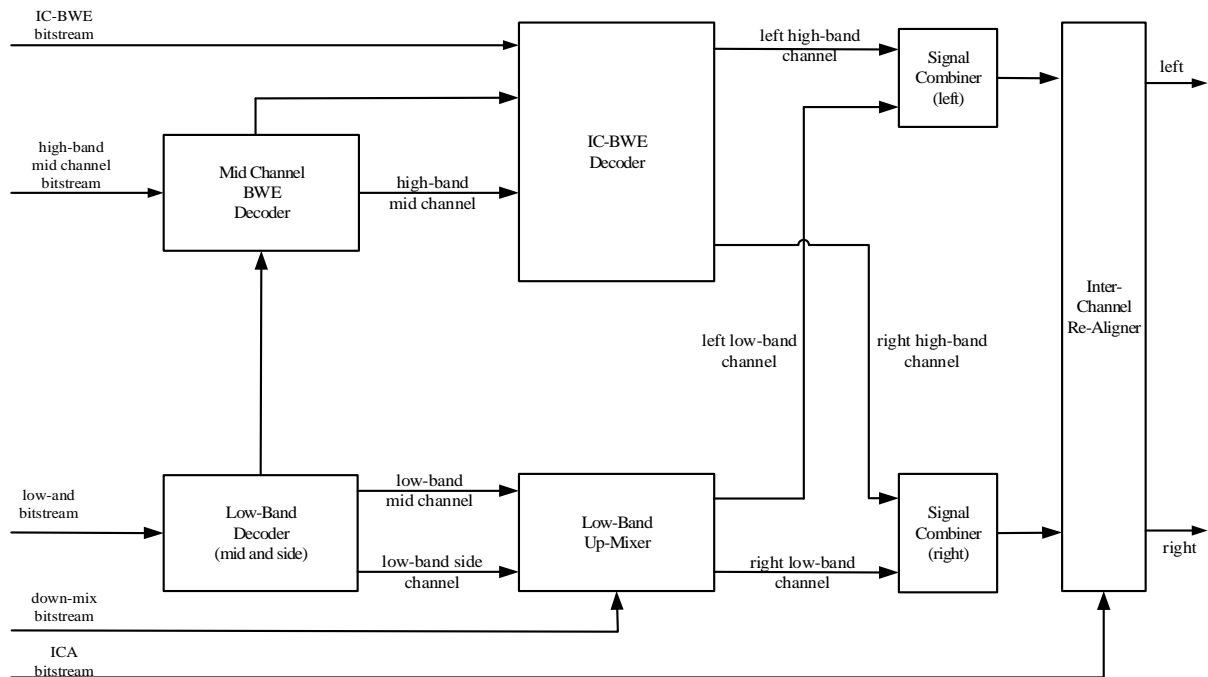 IC-BWE
bitstream
left high-band
channel
Signal
Combiner
(left)
left
high-band
mid channel
bitstream
Mid Channel
BWE
Decoder
high-band
mid channel
IC-BWE
Decoder
Inter-
Channel
Re-Aligner
left low-band
channel
right high-band
channel
low-and
bitstream
Low-Band
Decoder
(mid and side)
low-band
mid channel
low-band side
channel
Low-Band
Up-Mixer
right low-band
channel
Signal
Combiner
(right)
right
down-mix
bitstream
ICA
bitstream